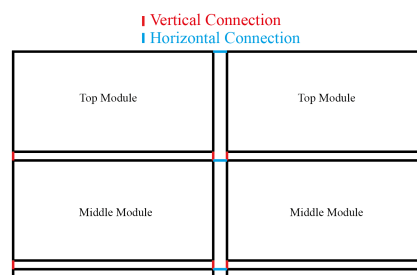 Vertical Connection
Horizontal Connection
Top Module
Top Module
Middle Module
Middle Module